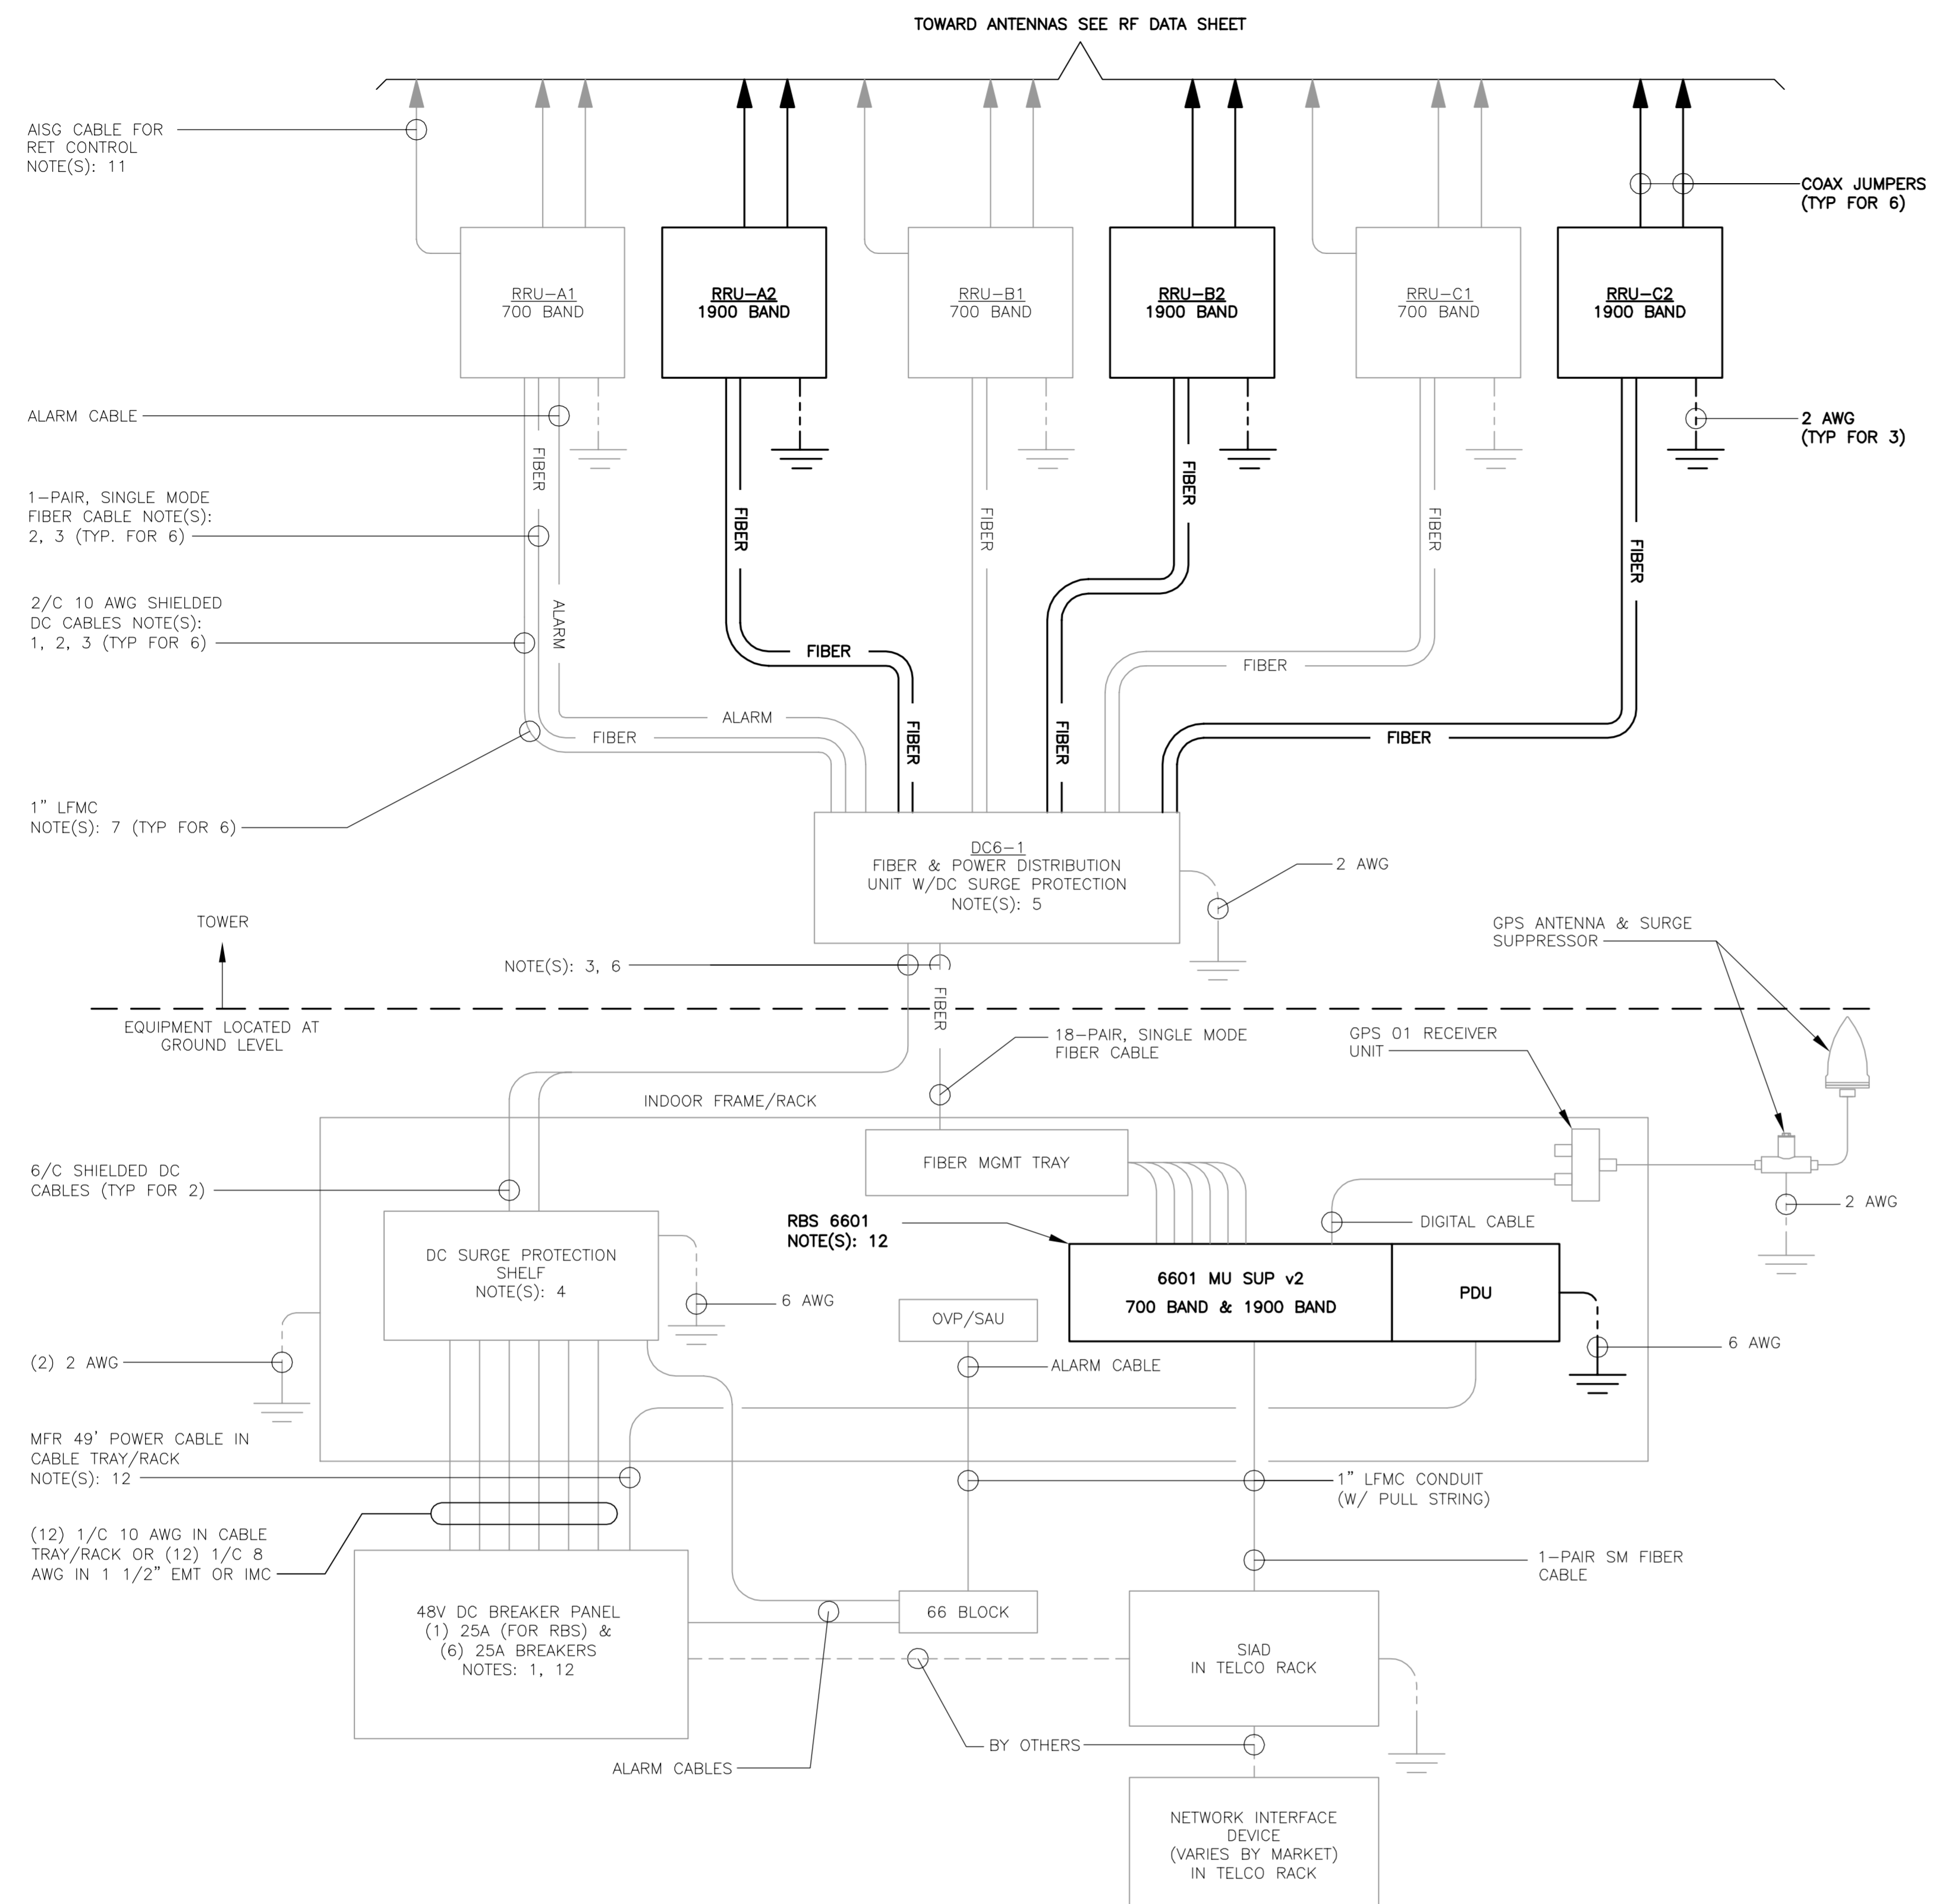 TOWARD ANTENNAS SEE RF DATA SHEET
AISG CABLE FOR
RET CONTROL
NOTE(S): 11
COAX JUMPERS
(TYP FOR 6)
RRU-A1
700 BAND
RRU-A2
1900 BAND
RRU-B1
700 BAND
RRU-B2
1900 BAND
RRU-C1
700 BAND
RRU-C2
1900 BAND
ALARM CABLE
2 AWG
(TYP FOR 3)
FIBER
FIBER
FIBER
FIBER
FIBER
FIBER
1-PAIR, SINGLE MODE
FIBER CABLE NOTE(S):
2, 3 (TYP. FOR 6)
2/C 10 AWG SHIELDED
DC CABLES NOTE(S):
1, 2, 3 (TYP FOR 6)
ALARM
FIBER
FIBER
ALARM
FIBER
FIBER
FIBER
FIBER
1" LFMC
NOTE(S): 7 (TYP FOR 6)
DC6-1
FIBER & POWER DISTRIBUTION
UNIT W/DC SURGE PROTECTION
NOTE(S): 5
2 AWG
TOWER
GPS ANTENNA & SURGE
SUPPRESSOR
NOTE(S): 3, 6
FIBER
EQUIPMENT LOCATED AT
GROUND LEVEL
18-PAIR, SINGLE MODE
FIBER CABLE
GPS 01 RECEIVER
UNIT
INDOOR FRAME/RACK
FIBER MGMT TRAY
6/C SHIELDED DC
CABLES (TYP FOR 2)
2 AWG
RBS 6601
NOTE(S): 12
DIGITAL CABLE
DC SURGE PROTECTION
SHELF
NOTE(S): 4
6 AWG
6601 MU SUP v2
700 BAND & 1900 BAND
PDU
OVP/SAU
6 AWG
(2) 2 AWG
ALARM CABLE
MFR 49' POWER CABLE IN
CABLE TRAY/RACK
NOTE(S): 12
1" LFMC CONDUIT
(W/ PULL STRING)
(12) 1/C 10 AWG IN CABLE
TRAY/RACK OR (12) 1/C 8
AWG IN 1 1/2" EMT OR IMC
1-PAIR SM FIBER
CABLE
48V DC BREAKER PANEL
(1) 25A (FOR RBS) &
(6) 25A BREAKERS
NOTES: 1, 12
66 BLOCK
SIAD
IN TELCO RACK
BY OTHERS
ALARM CABLES
NETWORK INTERFACE
DEVICE
(VARIES BY MARKET)
IN TELCO RACK